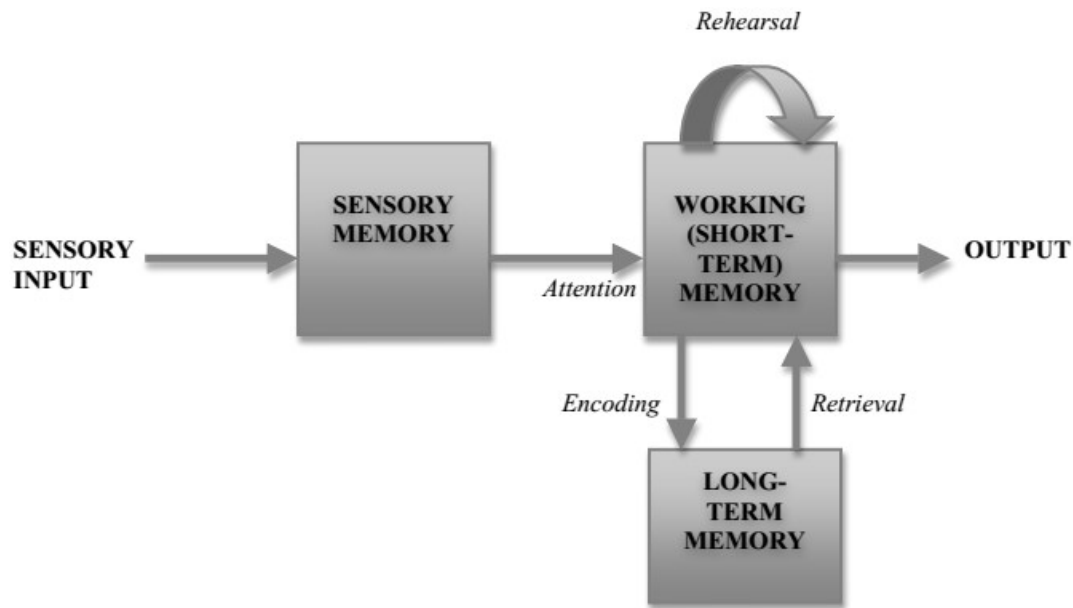 Rehearsal
SENSORY
INPUT
SENSORY
MEMORY
Attention
WORKING
(SHORT-
TERM)
MEMORY
OUTPUT
Encoding
Retrieval
LONG-
TERM
MEMORY